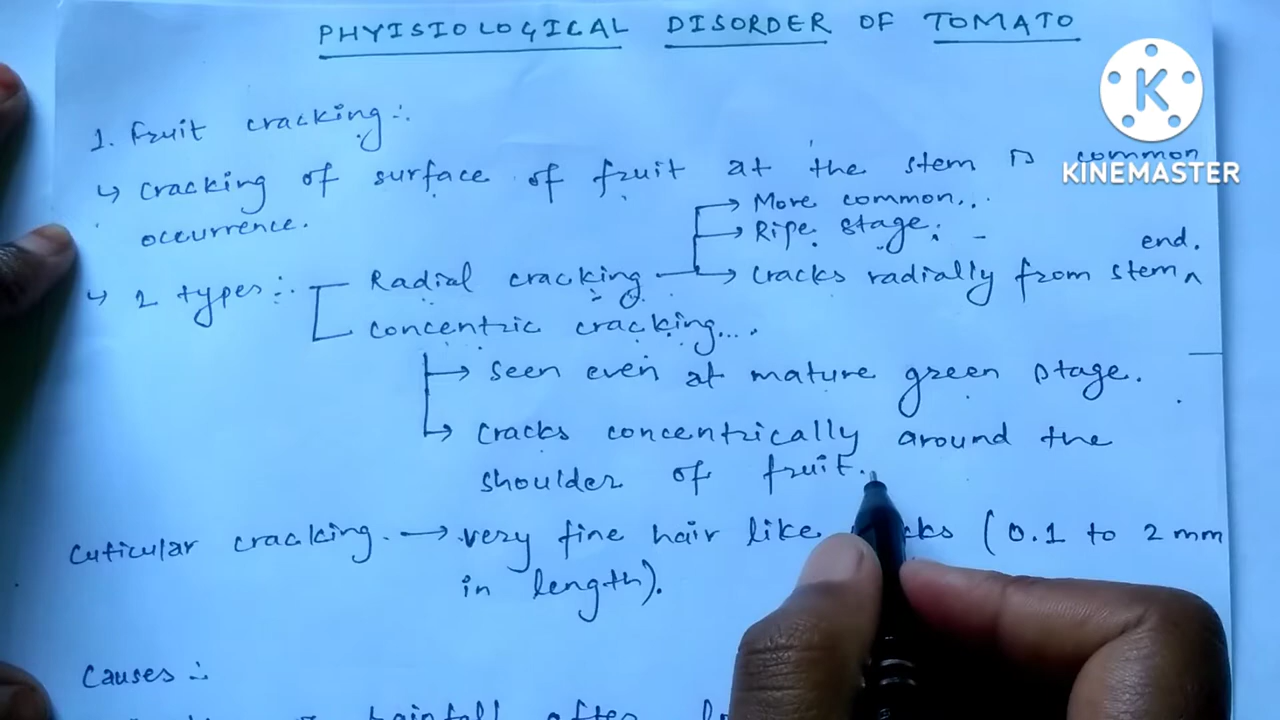 PHYISIOLOGICAL DISORDER OF TOMATO
1. Fruit cracking :-
↳ Cracking of surface of fruit at the stem is common
occurrence.
KINEMASTER
→ More common...
→ Ripe stage.
↳ 2 types :- Radial cracking → Cracks radially from stem ^ end.
concentric cracking....
→ seen even at mature green stage.
↳ Cracks concentrically around the
shoulder of fruit.
Cuticular cracking. → very fine hair like (0.1 to 2 mm
in length).
Causes :-
rainfall after